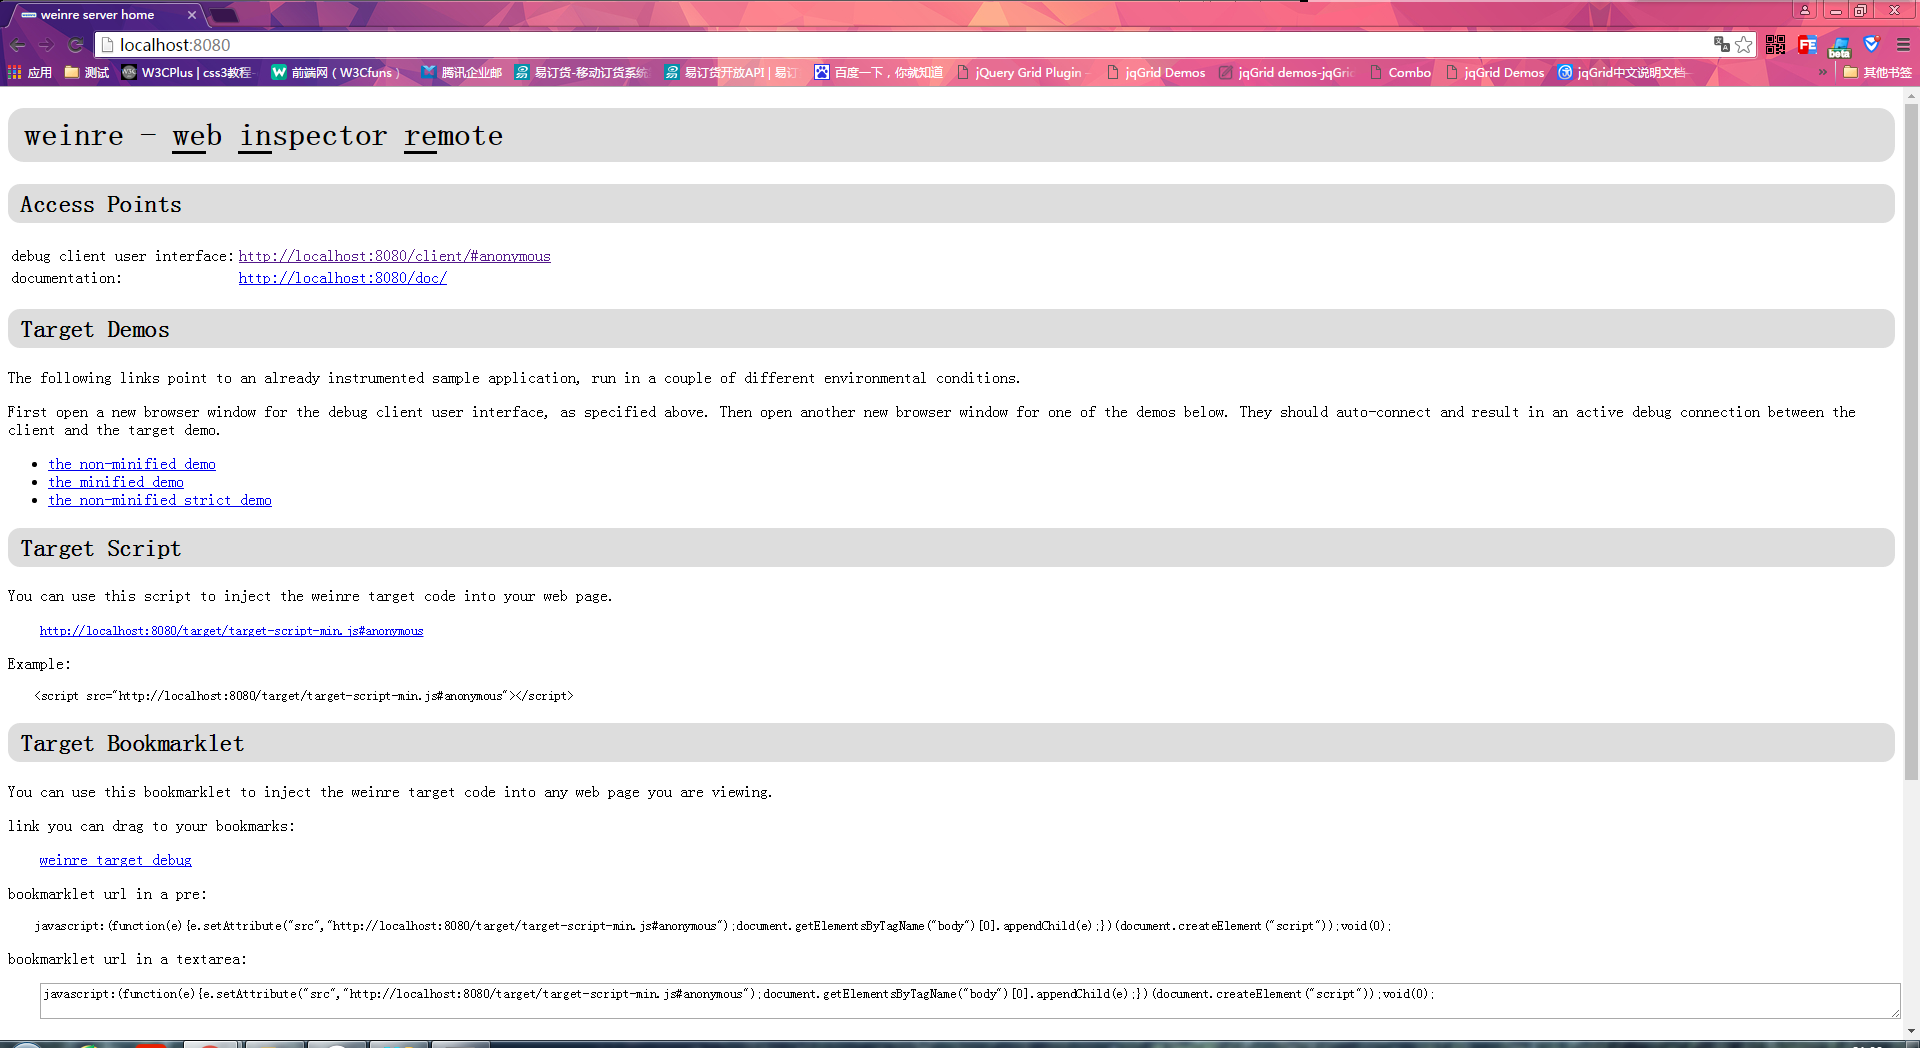 weinre server home
localhost:8080
应用 测试 W3CPlus | css3教程 前端网（W3Cfuns） 腾讯企业邮 易订货-移动订货系统 易订货开放API | 易订 百度一下，你就知道 jQuery Grid Plugin jqGrid Demos jqGrid demos-jqGric Combo jqGrid Demos jqGrid中文说明文档- » 其他书签
FE
beta
weinre - web inspector remote
Access Points
debug client user interface: http://localhost:8080/client/#anonymous
documentation: http://localhost:8080/doc/
Target Demos
The following links point to an already instrumented sample application, run in a couple of different environmental conditions.
First open a new browser window for the debug client user interface, as specified above. Then open another new browser window for one of the demos below. They should auto-connect and result in an active debug connection between the
client and the target demo.
the non-minified demo
the minified demo
the non-minified strict demo
Target Script
You can use this script to inject the weinre target code into your web page.
http://localhost:8080/target/target-script-min.js#anonymous
Example:
<script src="http://localhost:8080/target/target-script-min.js#anonymous"></script>
Target Bookmarklet
You can use this bookmarklet to inject the weinre target code into any web page you are viewing.
link you can drag to your bookmarks:
weinre target debug
bookmarklet url in a pre:
javascript:(function(e){e.setAttribute("src","http://localhost:8080/target/target-script-min.js#anonymous");document.getElementsByTagName("body")[0].appendChild(e);})(document.createElement("script"));void(0);
bookmarklet url in a textarea:
javascript:(function(e){e.setAttribute("src","http://localhost:8080/target/target-script-min.js#anonymous");document.getElementsByTagName("body")[0].appendChild(e);})(document.createElement("script"));void(0);